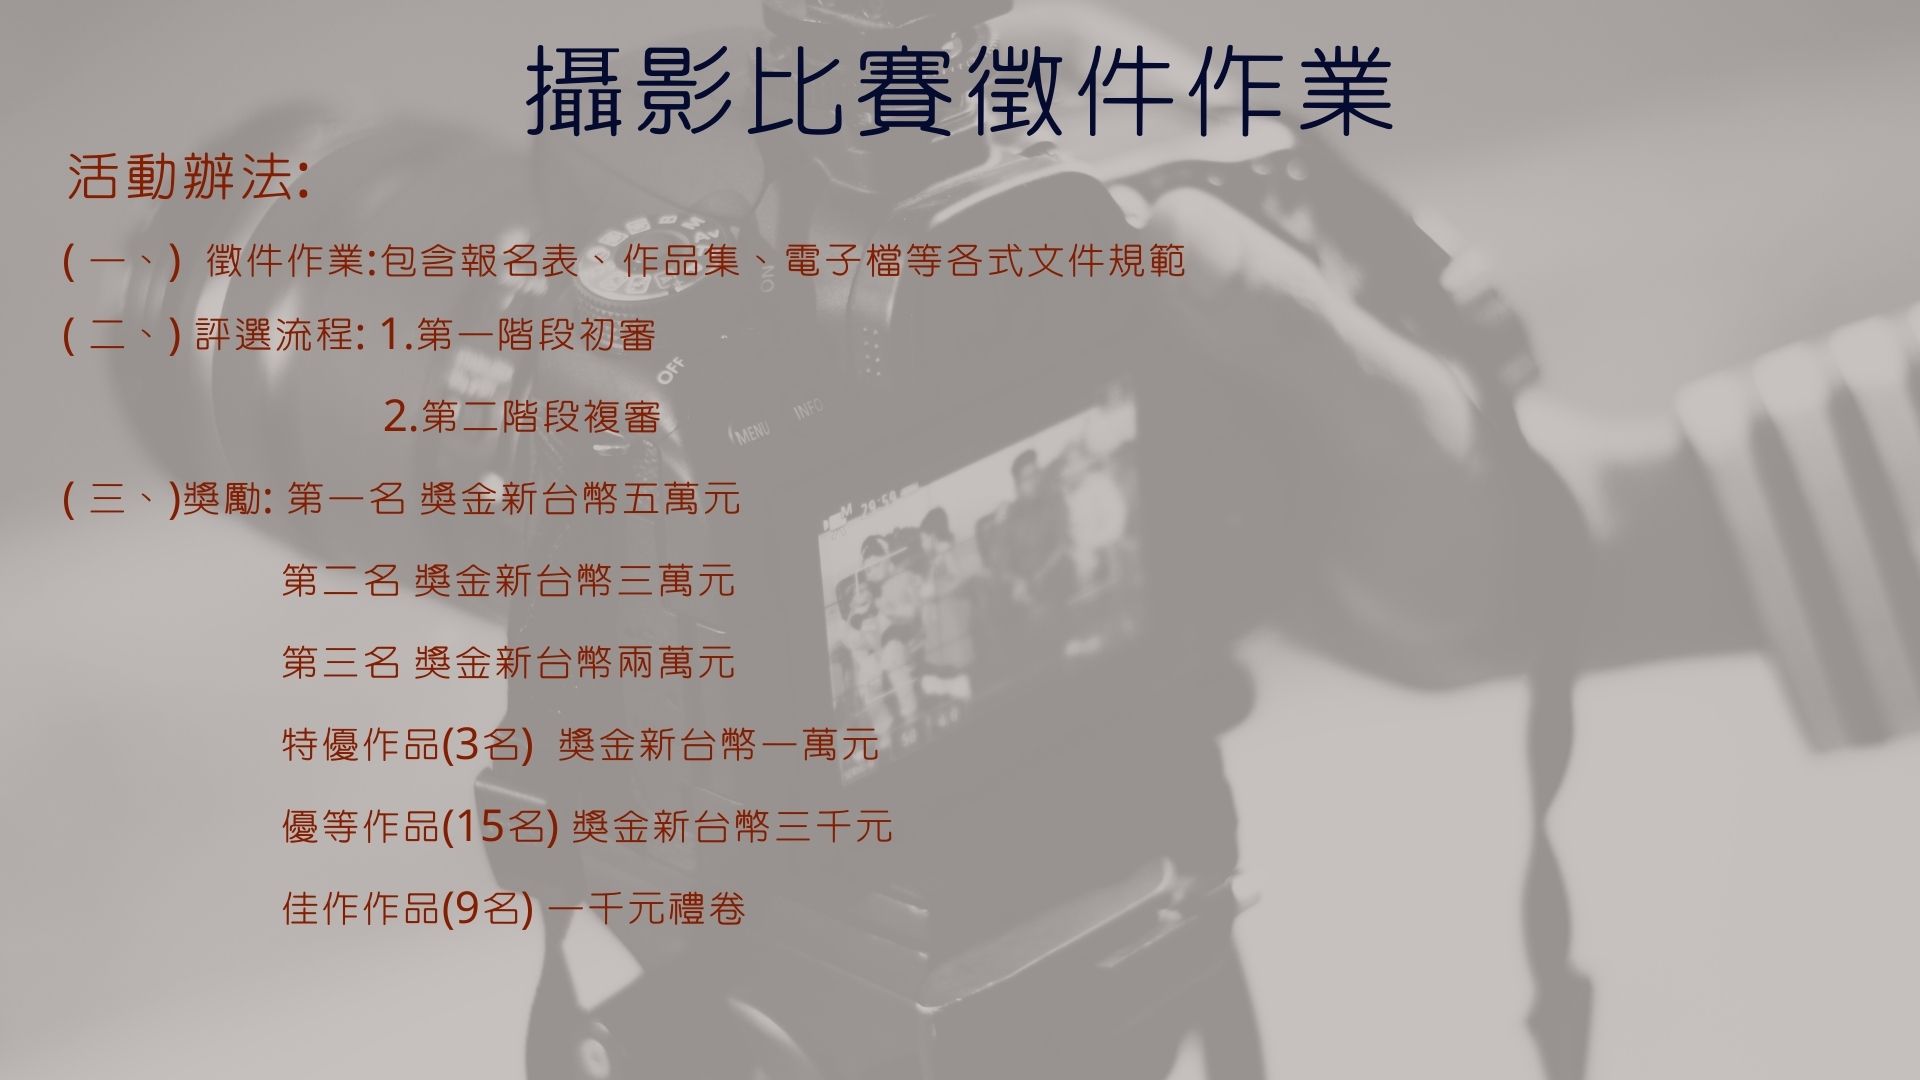 攝影比賽徵件作業
活動辦法:
( 一、) 徵件作業:包含報名表、作品集、電子檔等各式文件規範
( 二、) 評選流程: 1.第一階段初審
2.第二階段複審
( 三、)獎勵: 第一名 獎金新台幣五萬元
第二名 獎金新台幣三萬元
第三名 獎金新台幣兩萬元
特優作品(3名) 獎金新台幣一萬元
優等作品(15名) 獎金新台幣三千元
佳作作品(9名) 一千元禮卷
OFF
MENU
INFO